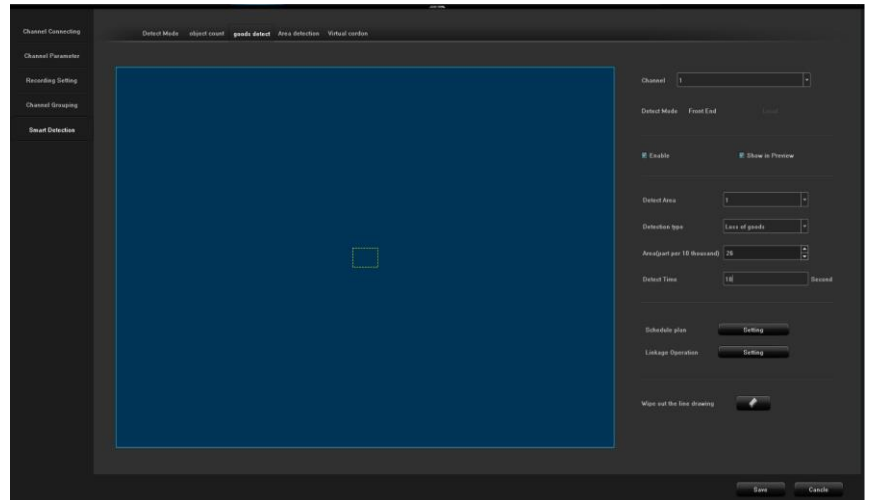 Channel Connecting
Channel Parameter
Recording Setting
Channel Grouping
Smart Detection
Detect Mode object count goods detect Area detection Virtual cordon
Channel 1
Detect Mode Front End Local
Enable Show in Preview
Detect Area 1
Detection type Loss of goods
Area(part per 10 thousand) 20
Detect Time 10 Second
Schedule plan Setting
Linkage Operation Setting
Wipe out the line drawing
Save Cancle